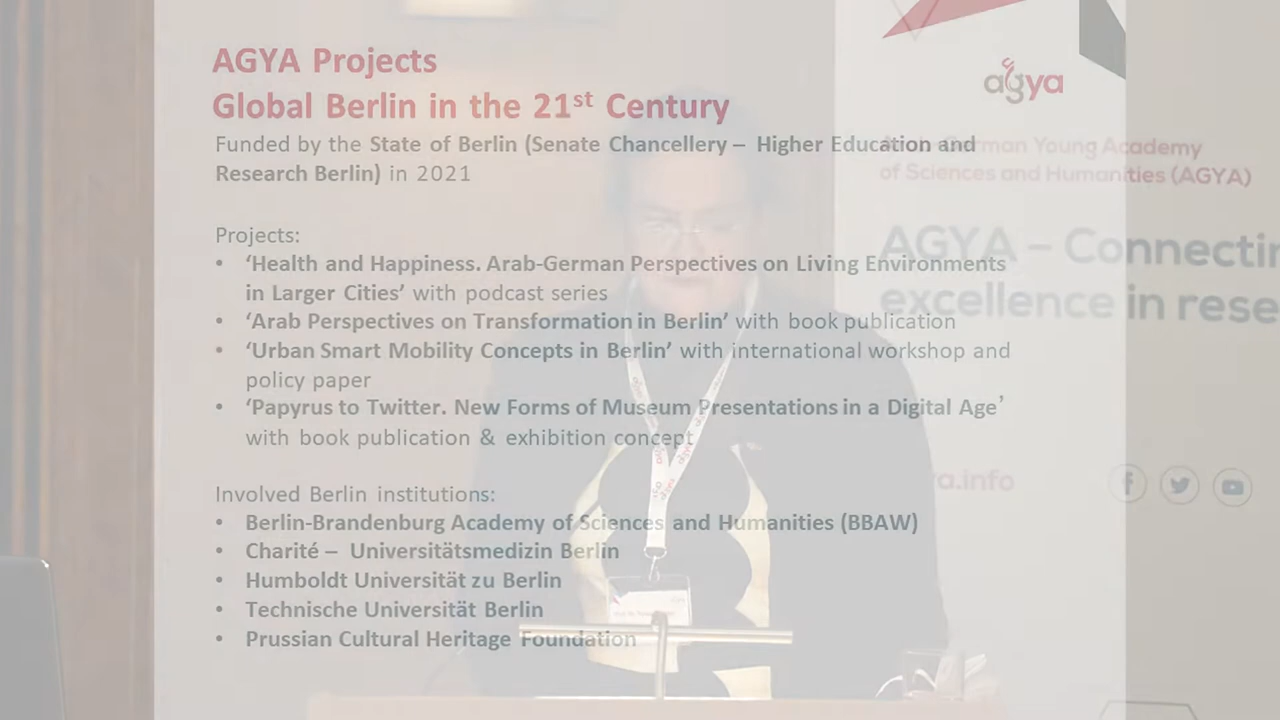 AGYA Projects
Global Berlin in the 21st Century
Funded by the State of Berlin (Senate Chancellery – Higher Education and
Research Berlin) in 2021
Projects:
• ‘Health and Happiness. Arab-German Perspectives on Living Environments
in Larger Cities’ with podcast series
• ‘Arab Perspectives on Transformation in Berlin’ with book publication
• ‘Urban Smart Mobility Concepts in Berlin’ with international workshop and
policy paper
• ‘Papyrus to Twitter. New Forms of Museum Presentations in a Digital Age’
with book publication & exhibition concept
Involved Berlin institutions:
• Berlin-Brandenburg Academy of Sciences and Humanities (BBAW)
• Charité – Universitätsmedizin Berlin
• Humboldt Universität zu Berlin
• Technische Universität Berlin
• Prussian Cultural Heritage Foundation
agya
Young Academy
of Sciences and Humanities (AGYA)
AGYA – Connectin
excellence in rese
a.info